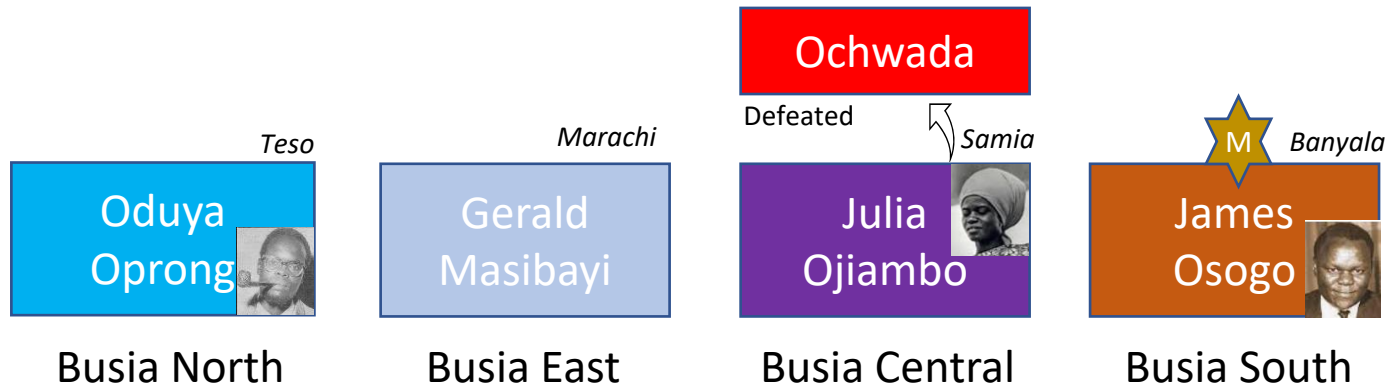 Ochwada
Defeated
Teso
Marachi
Samia
M
Banyala
Oduya
Oprong
Gerald
Masibayi
Julia
Ojiambo
James
Osogo
Busia North
Busia East
Busia Central
Busia South